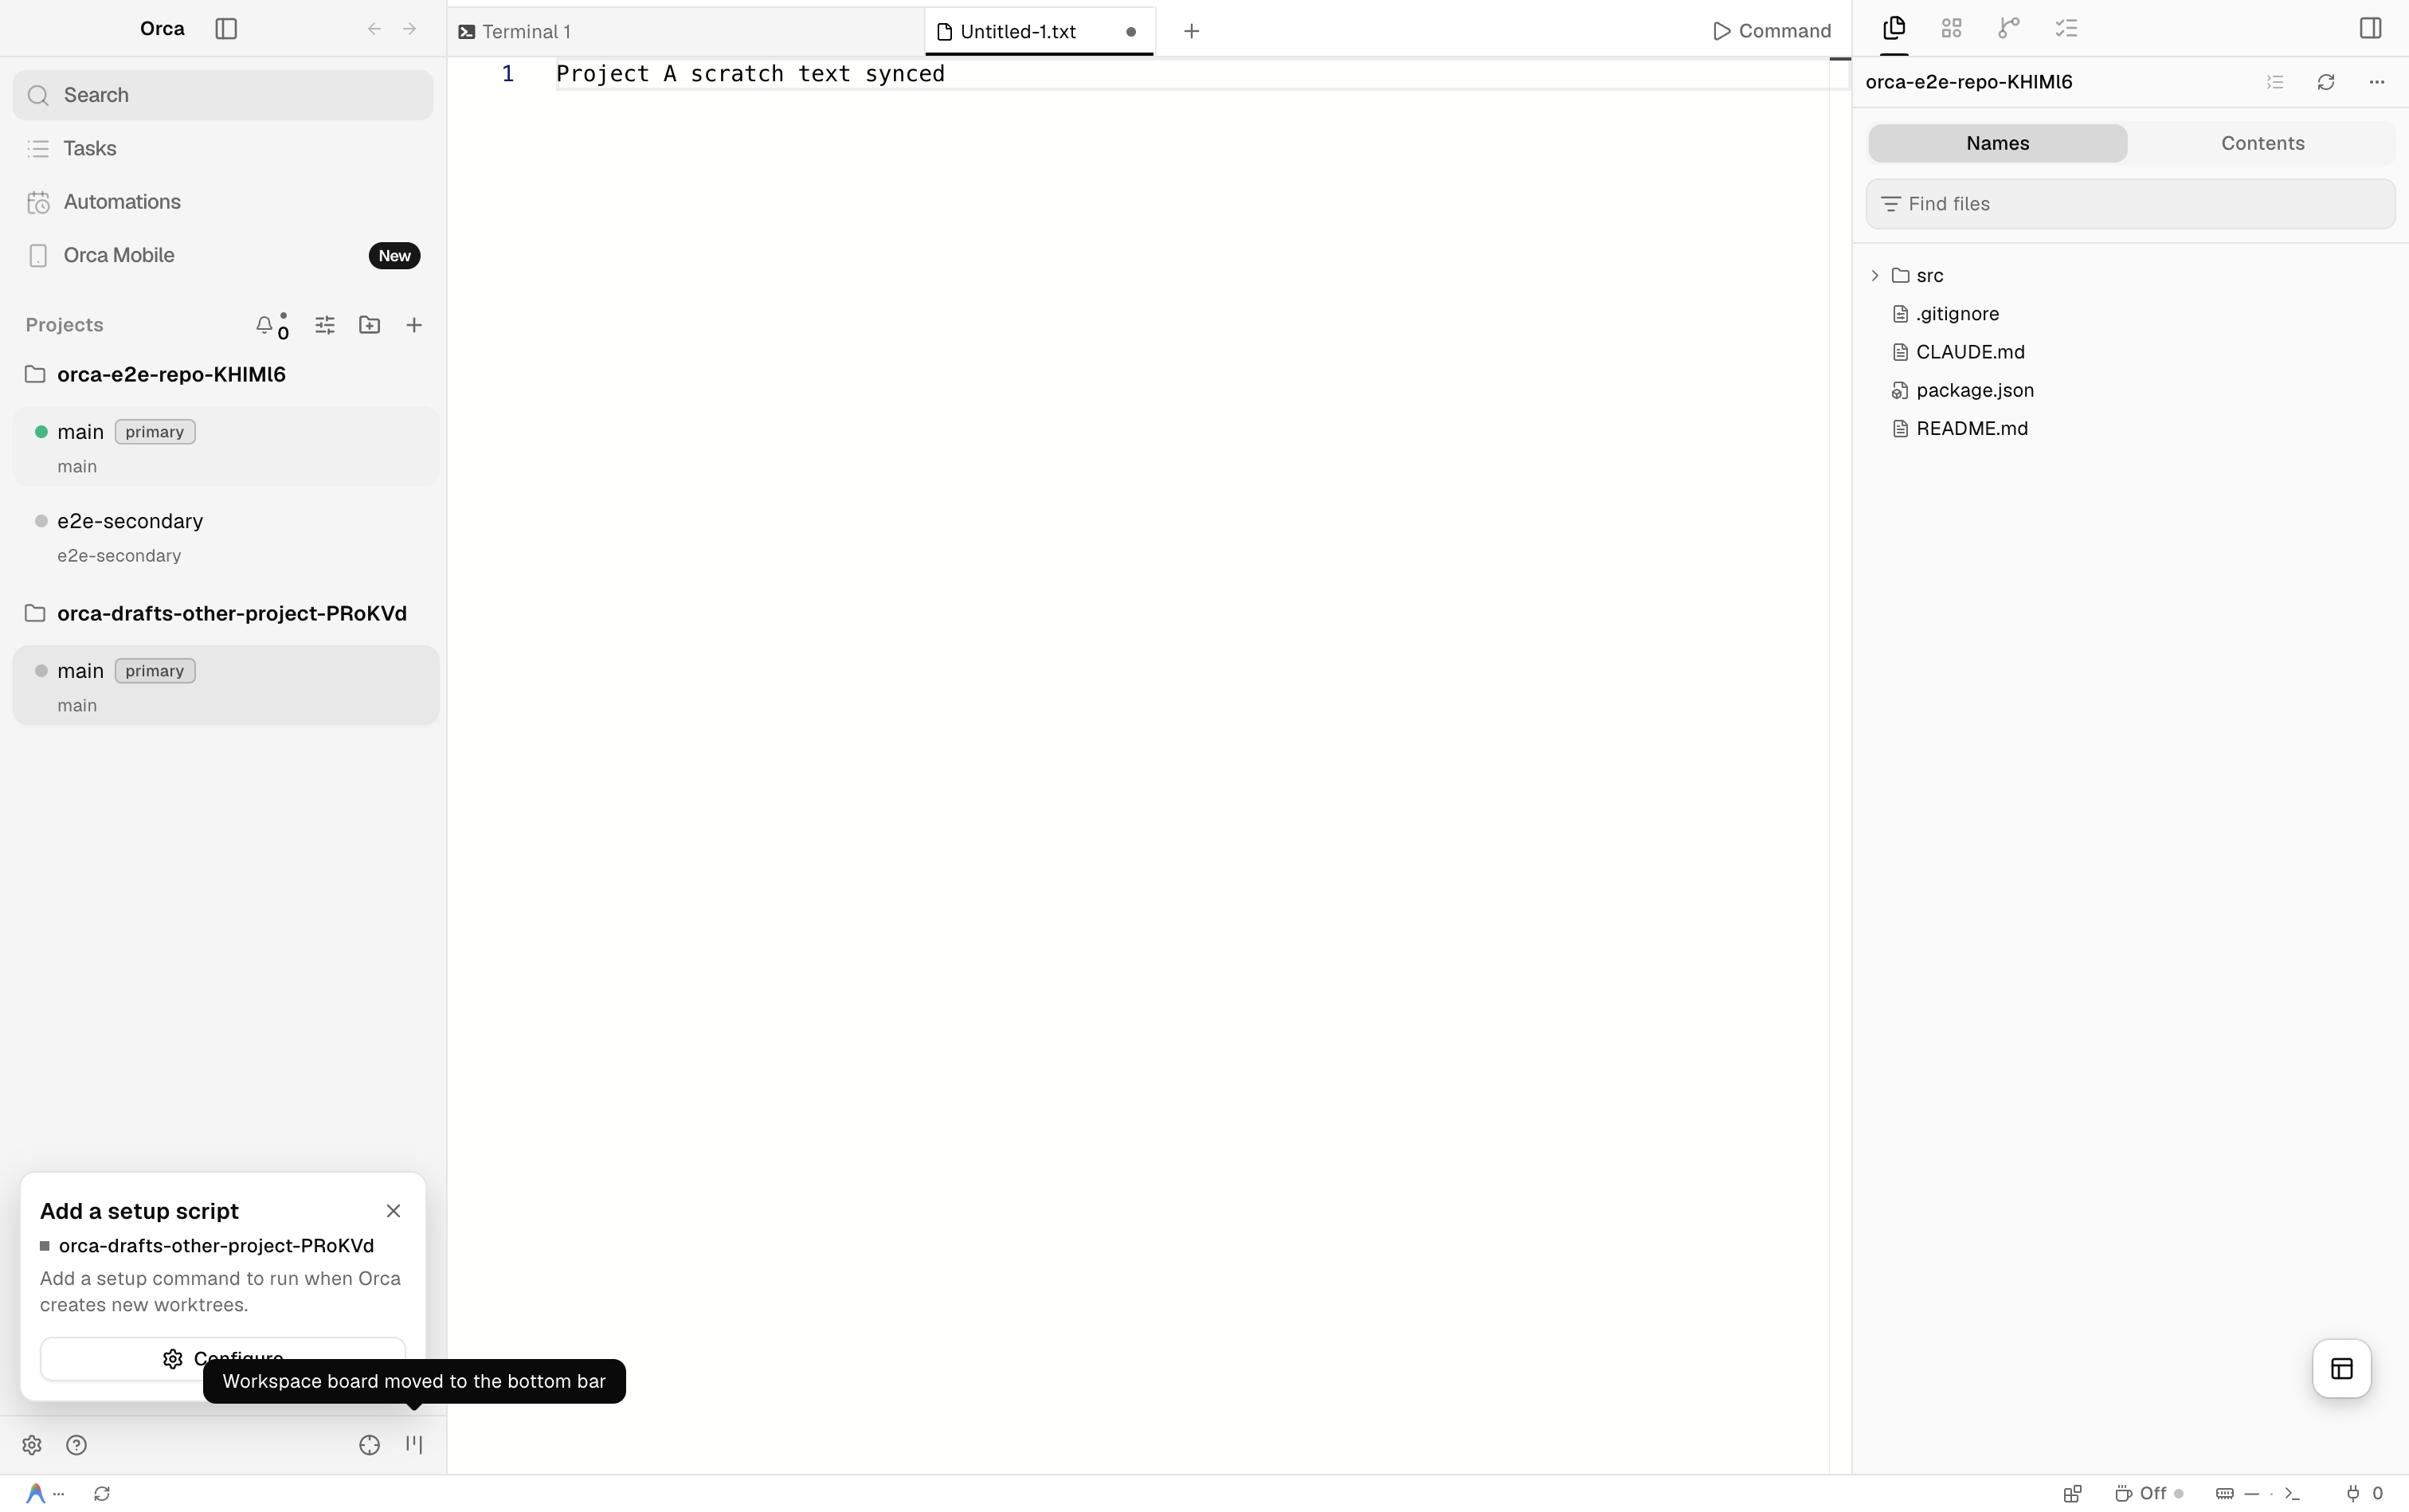 Orca
Search
Tasks
Automations
Orca Mobile
New
Projects
0
orca-e2e-repo-KHIMl6
main primary
main
e2e-secondary
e2e-secondary
orca-drafts-other-project-PRoKVd
main primary
main
Add a setup script
orca-drafts-other-project-PRoKVd
Add a setup command to run when Orca
creates new worktrees.
Configure
Workspace board moved to the bottom bar
Terminal 1
Untitled-1.txt
Command
1 Project A scratch text synced
orca-e2e-repo-KHIMl6
Names
Contents
Find files
src
.gitignore
CLAUDE.md
package.json
README.md
Off
0